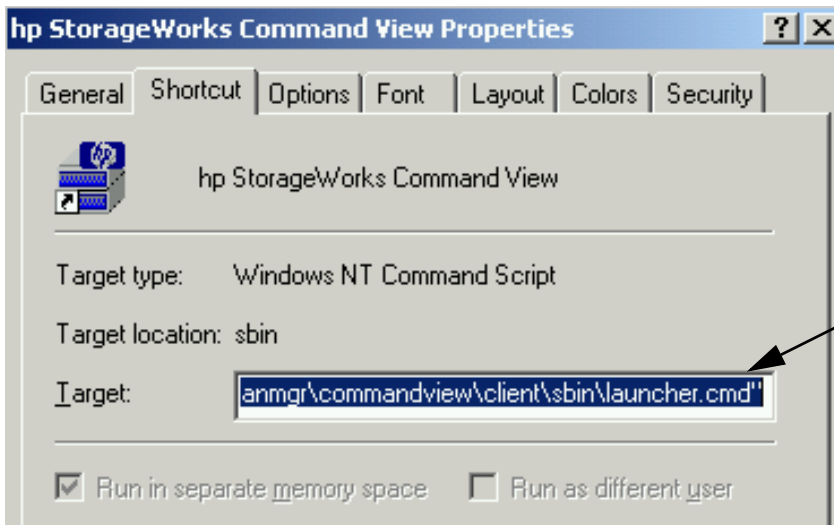 hp StorageWorks Command View Properties ? X
General Shortcut Options Font Layout Colors Security
hp
hp StorageWorks Command View
Target type: Windows NT Command Script
Target location: sbin
Target: anmgr\commandview\client\sbin\launcher.cmd"
Run in separate memory space Run as different user